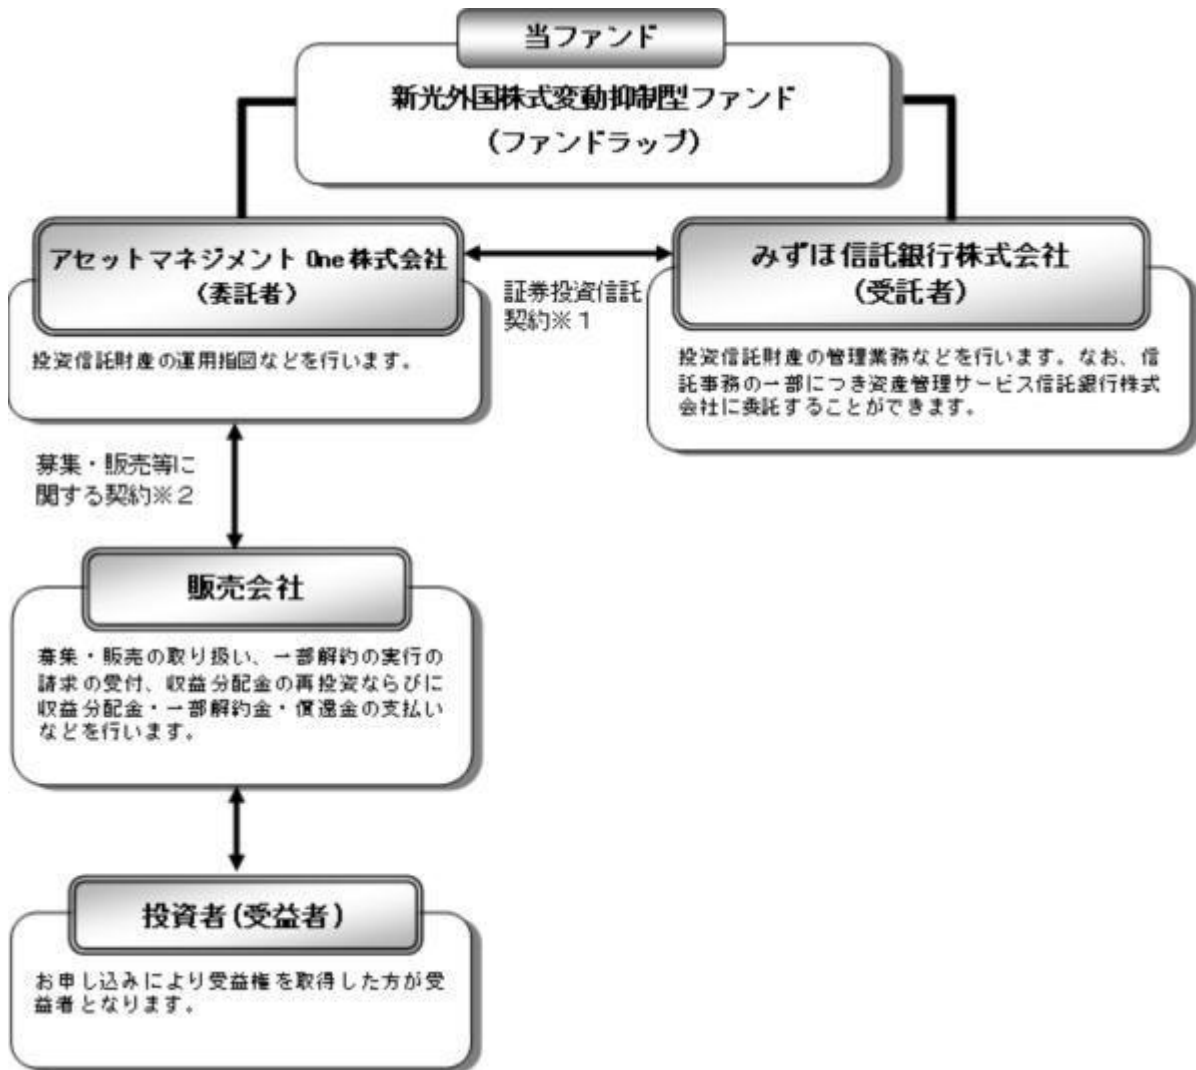 当ファンド
新光外国株式変動抑制型ファンド
(ファンドラップ)
アセットマネジメント One 株式会社
(委託者)
投資信託財産の運用指図などを行います。
証券投資信託
契約※１
みずほ信託銀行株式会社
(受託者)
投資信託財産の管理業務などを行います。なお、信
託事務の一部につき資産管理サービス信託銀行株式
会社に委託することができます。
募集・販売等に
関する契約※２
販売会社
募集・販売の取り扱い、一部解約の実行の
請求の受付、収益分配金の再投資ならびに
収益分配金・一部解約金・償還金の支払い
などを行います。
投資者(受益者)
お申し込みにより受益権を取得した方が受
益者となります。